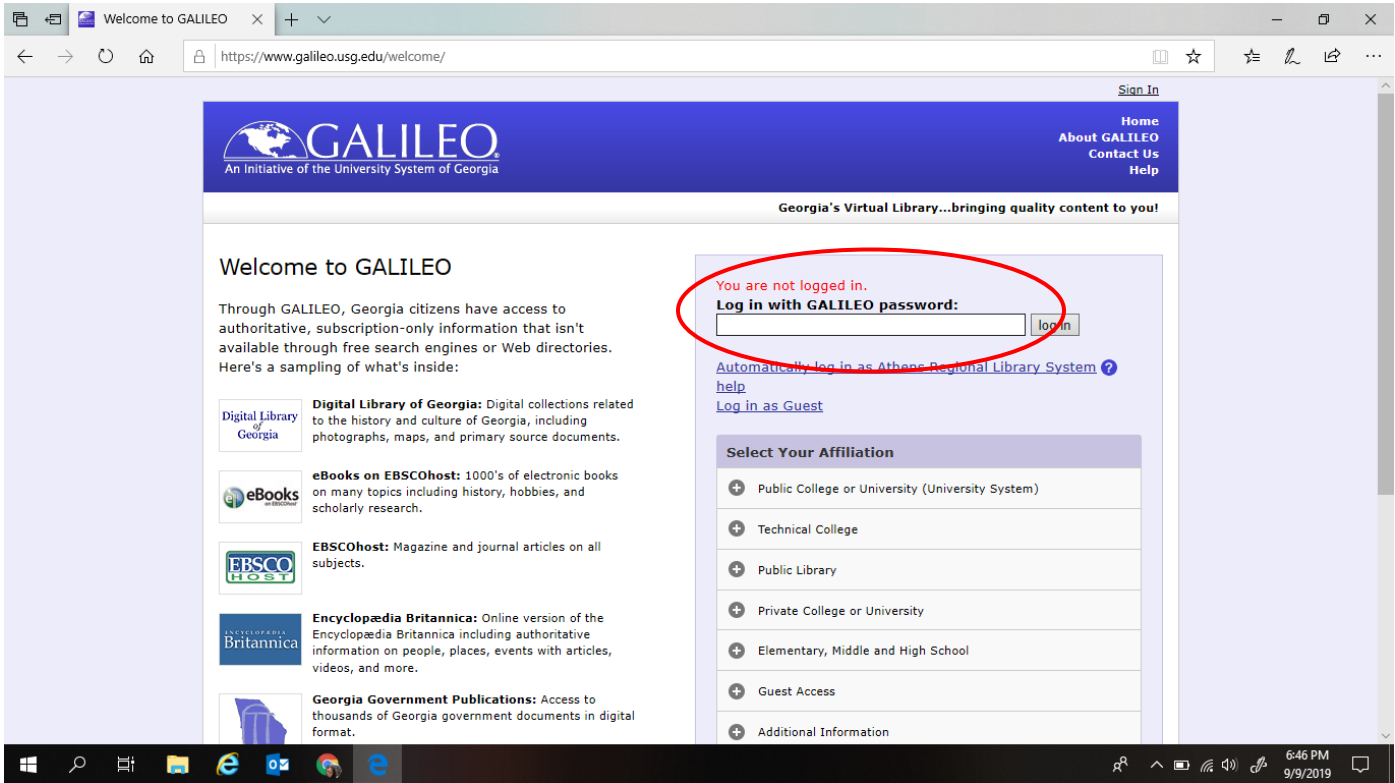 Welcome to GALILEO
https://www.galileo.usg.edu/welcome/
Sign In
GALILEO®
An Initiative of the University System of Georgia
Home
About GALILEO
Contact Us
Help
Georgia's Virtual Library...bringing quality content to you!
Welcome to GALILEO
Through GALILEO, Georgia citizens have access to
authoritative, subscription-only information that isn't
available through free search engines or Web directories.
Here's a sampling of what's inside:
Digital Library
of
Georgia
Digital Library of Georgia: Digital collections related
to the history and culture of Georgia, including
photographs, maps, and primary source documents.
eBooks
on EBSCOhost
eBooks on EBSCOhost: 1000's of electronic books
on many topics including history, hobbies, and
scholarly research.
EBSCO
HOST
EBSCOhost: Magazine and journal articles on all
subjects.
ENCYCLOPÆDIA
Britannica
Encyclopædia Britannica: Online version of the
Encyclopædia Britannica including authoritative
information on people, places, events with articles,
videos, and more.
Georgia Government Publications: Access to
thousands of Georgia government documents in digital
format.
You are not logged in.
Log in with GALILEO password:
log in
Automatically log in as Athens Regional Library System ?
help
Log in as Guest
Select Your Affiliation
Public College or University (University System)
Technical College
Public Library
Private College or University
Elementary, Middle and High School
Guest Access
Additional Information
6:46 PM
9/9/2019